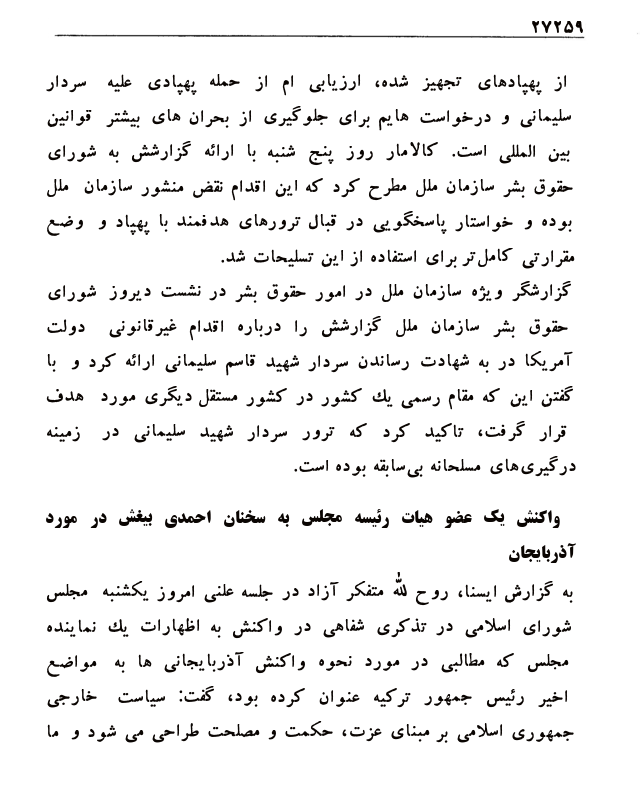 ۲۷۲۵۹
از پهپادهای تجهیز شده، ارزیابی ام از حمله پهپادی علیه سردار
سلیمانی و درخواست هایم برای جلوگیری از بحران های بیشتر قوانین
بین المللی است. کالامار روز پنج شنبه با ارائه گزارشش به شورای
حقوق بشر سازمان ملل مطرح کرد که این اقدام نقض منشور سازمان ملل
بوده و خواستار پاسخگویی در قبال ترورهای هدفمند با پهپاد و وضع
مقرارتی کامل‌تر برای استفاده از این تسلیحات شد.
گزارشگر ویژه سازمان ملل در امور حقوق بشر در نشست دیروز شورای
حقوق بشر سازمان ملل گزارشش را درباره اقدام غیرقانونی دولت
آمریکا در به شهادت رساندن سردار شهید قاسم سلیمانی ارائه کرد و با
گفتن این که مقام رسمی یك کشور در کشور مستقل دیگری مورد هدف
قرار گرفت، تاکید کرد که ترور سردار شهید سلیمانی در زمینه
درگیری‌های مسلحانه بی‌سابقه بوده است.
واکنش یک عضو هیات رئیسه مجلس به سخنان احمدی بیغش در مورد
آذربایجان
به گزارش ایسنا، روح لله متفکر آزاد در جلسه علنی امروز یکشنبه مجلس
شورای اسلامی در تذکری شفاهی در واکنش به اظهارات یك نماینده
مجلس که مطالبی در مورد نحوه واکنش آذربایجانی ها به مواضع
اخیر رئیس جمهور ترکیه عنوان کرده بود، گفت: سیاست خارجی
جمهوری اسلامی بر مبنای عزت، حکمت و مصلحت طراحی می شود و ما